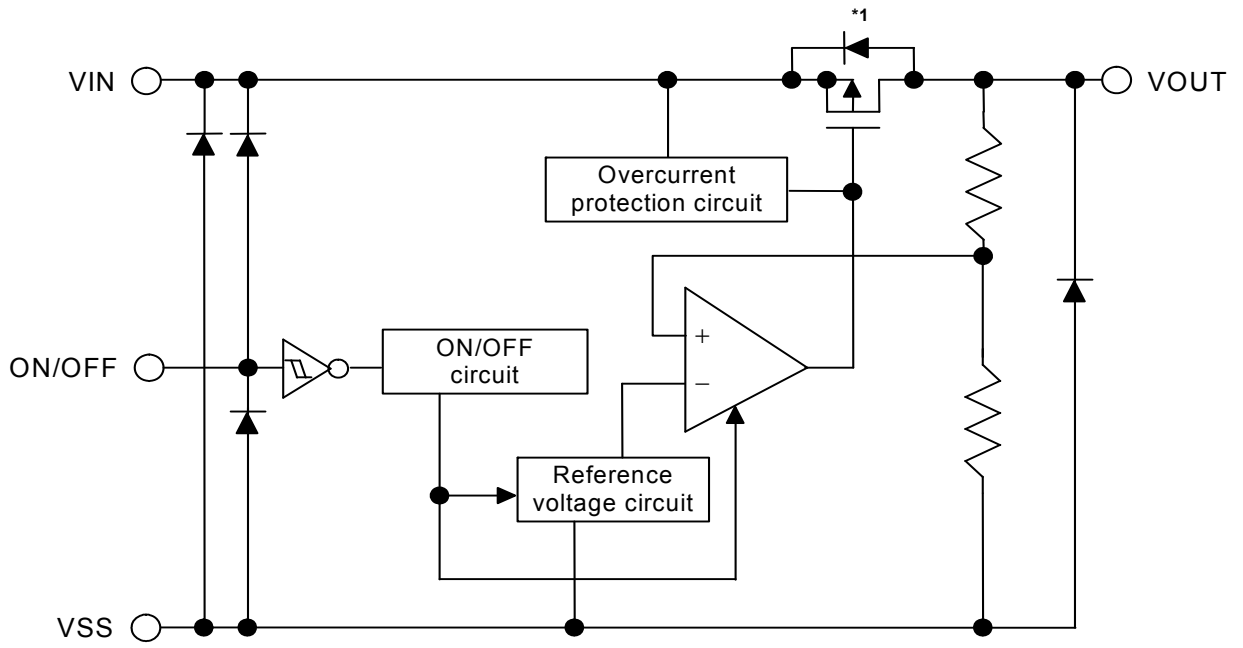 *1
VIN
VOUT
Overcurrent
protection circuit
ON/OFF
ON/OFF
circuit
+
−
Reference
voltage circuit
VSS